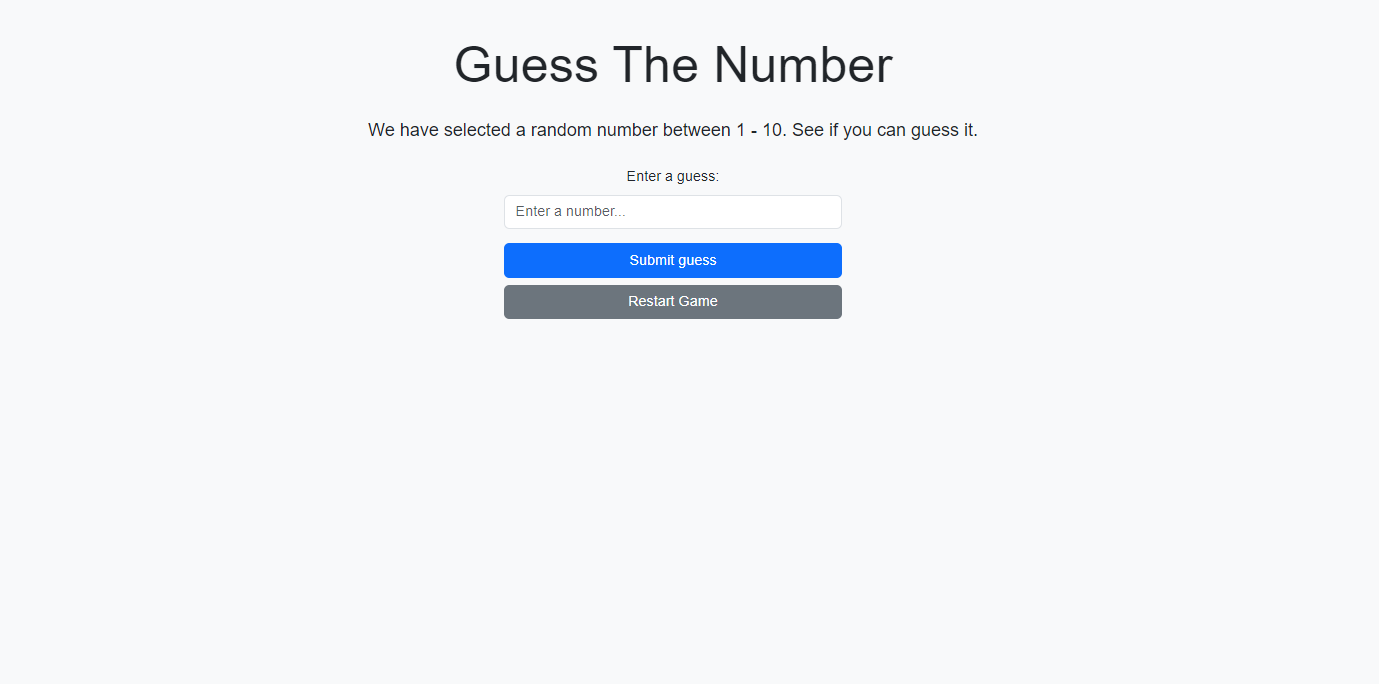 Guess The Number
We have selected a random number between 1 - 10. See if you can guess it.
Enter a guess:
Enter a number...
Submit guess
Restart Game